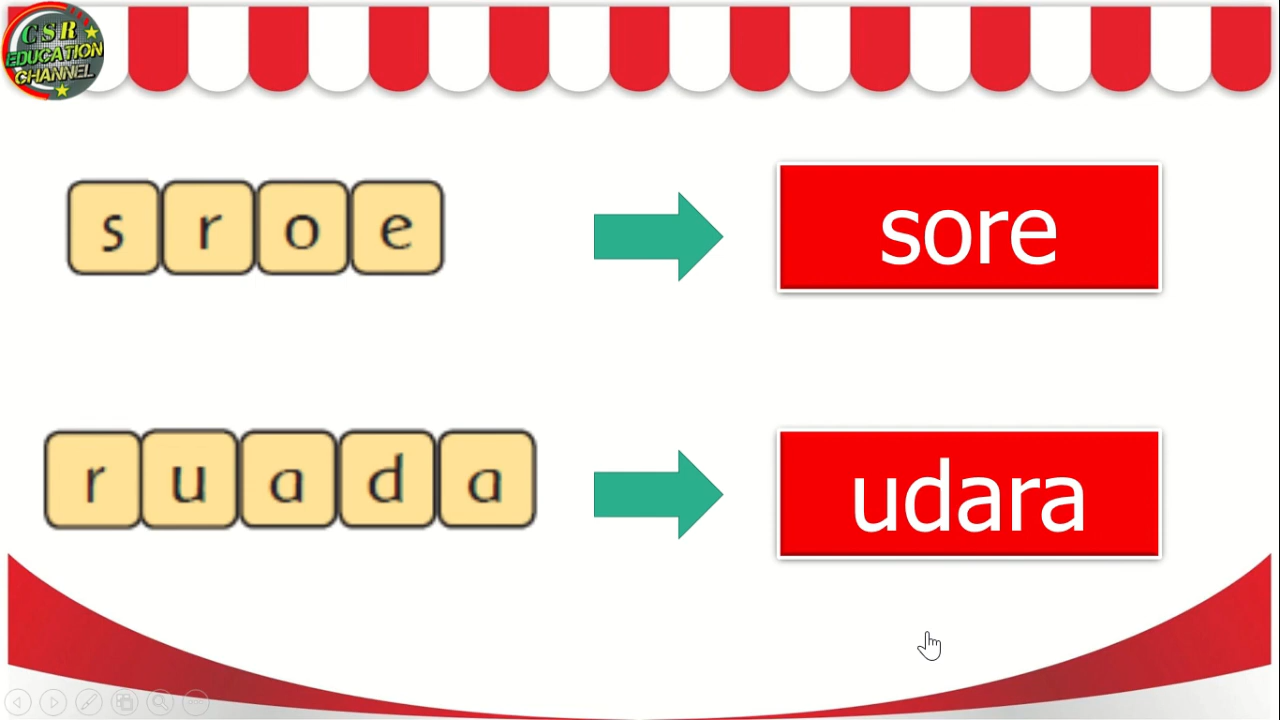 CSR
EDUCATION
CHANNEL
s r o e
sore
r u a d a
udara